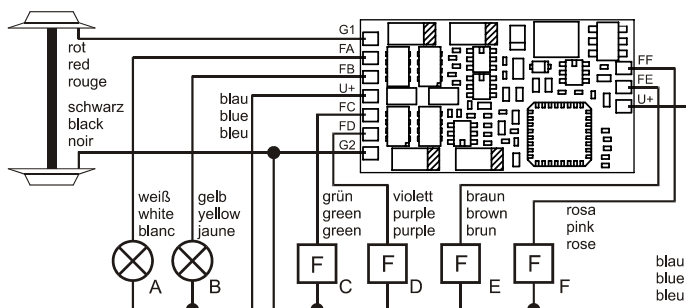 G1
rot
red
rouge
FA
FB
U+
FC
FD
G2
schwarz
black
noir
blau
blue
bleu
FF
FE
U+
weiß
white
blanc
gelb
yellow
jaune
grün
green
green
violett
purple
purple
braun
brown
brun
rosa
pink
rose
A
B
F
C
F
D
F
E
F
F
blau
blue
bleu